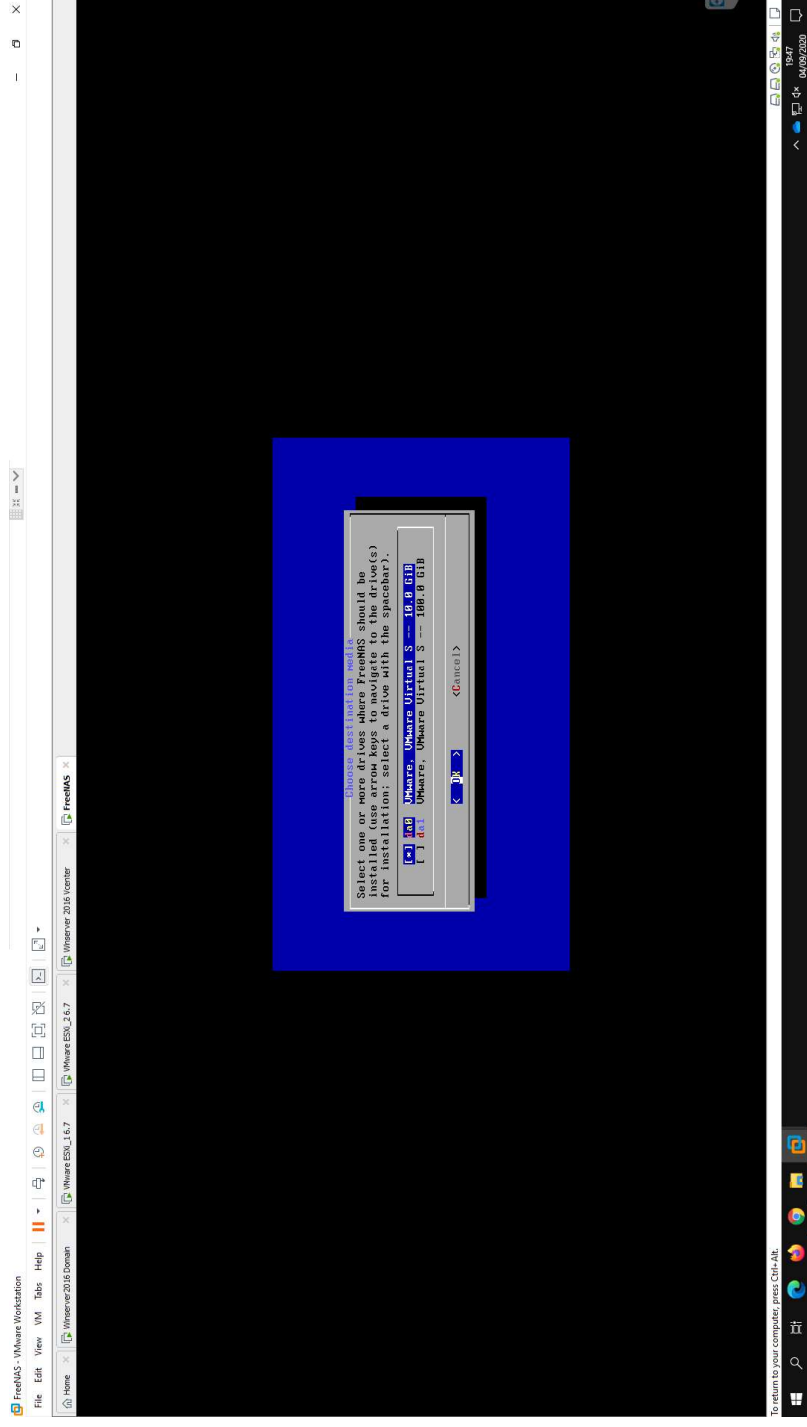 FreeNAS - VMware Workstation
File Edit View VM Tabs Help
Home
Winserver2016 Domain
VNware ESXi_1 6.7
VMware ESXi_2 6.7
Wnserver 2016 Vcenter
FreeNAS
Choose destination media
Select one or more drives where FreeNAS should be
installed (use arrow keys to navigate to the drive(s)
for installation; select a drive with the spacebar).
[*] da0 VMware, VMware Virtual S -- 10.0 GiB
[ ] da1 VMware, VMware Virtual S -- 100.0 GiB
< OK > <Cancel>
To return to your computer, press Ctrl+Alt.
19:47
04/09/2020